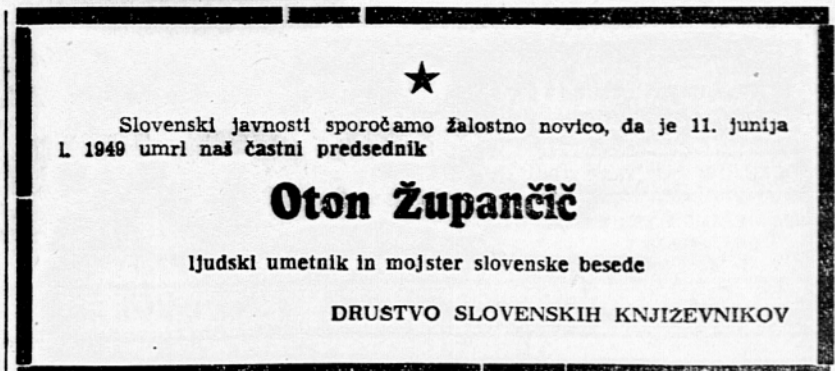 Slovenski javnosti sporočamo žalostno novico, da je 11. junija
l. 1949 umrl naš častni predsednik
Oton Župančič
ljudski umetnik in mojster slovenske besede
DRUSTVO SLOVENSKIH KNJIŽEVNIKOV